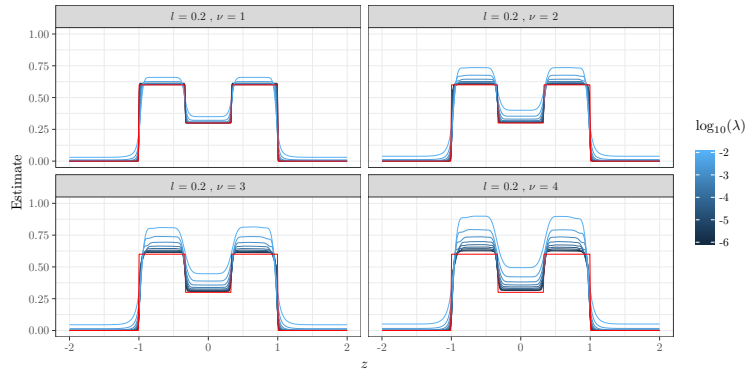 l = 0.2 , ν = 1
l = 0.2 , ν = 2
1.00
0.75
0.50
0.25
0.00
l = 0.2 , ν = 3
l = 0.2 , ν = 4
1.00
0.75
0.50
0.25
0.00
-2 -1 0 1 2
-2 -1 0 1 2
z
Estimate
log₁₀(λ)
-2
-3
-4
-5
-6